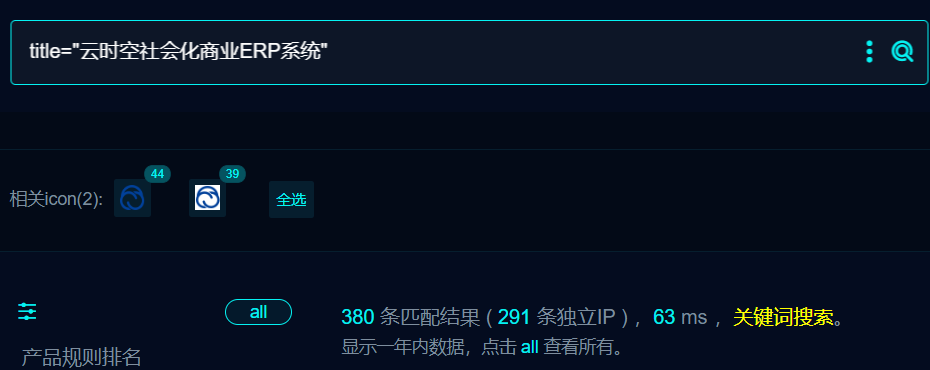 title="云时空社会化商业ERP系统"
44 39
相关icon(2): 全选
all 380 条匹配结果 ( 291 条独立IP ) ，63 ms ，关键词搜索。
显示一年内数据，点击 all 查看所有。
产品规则排名